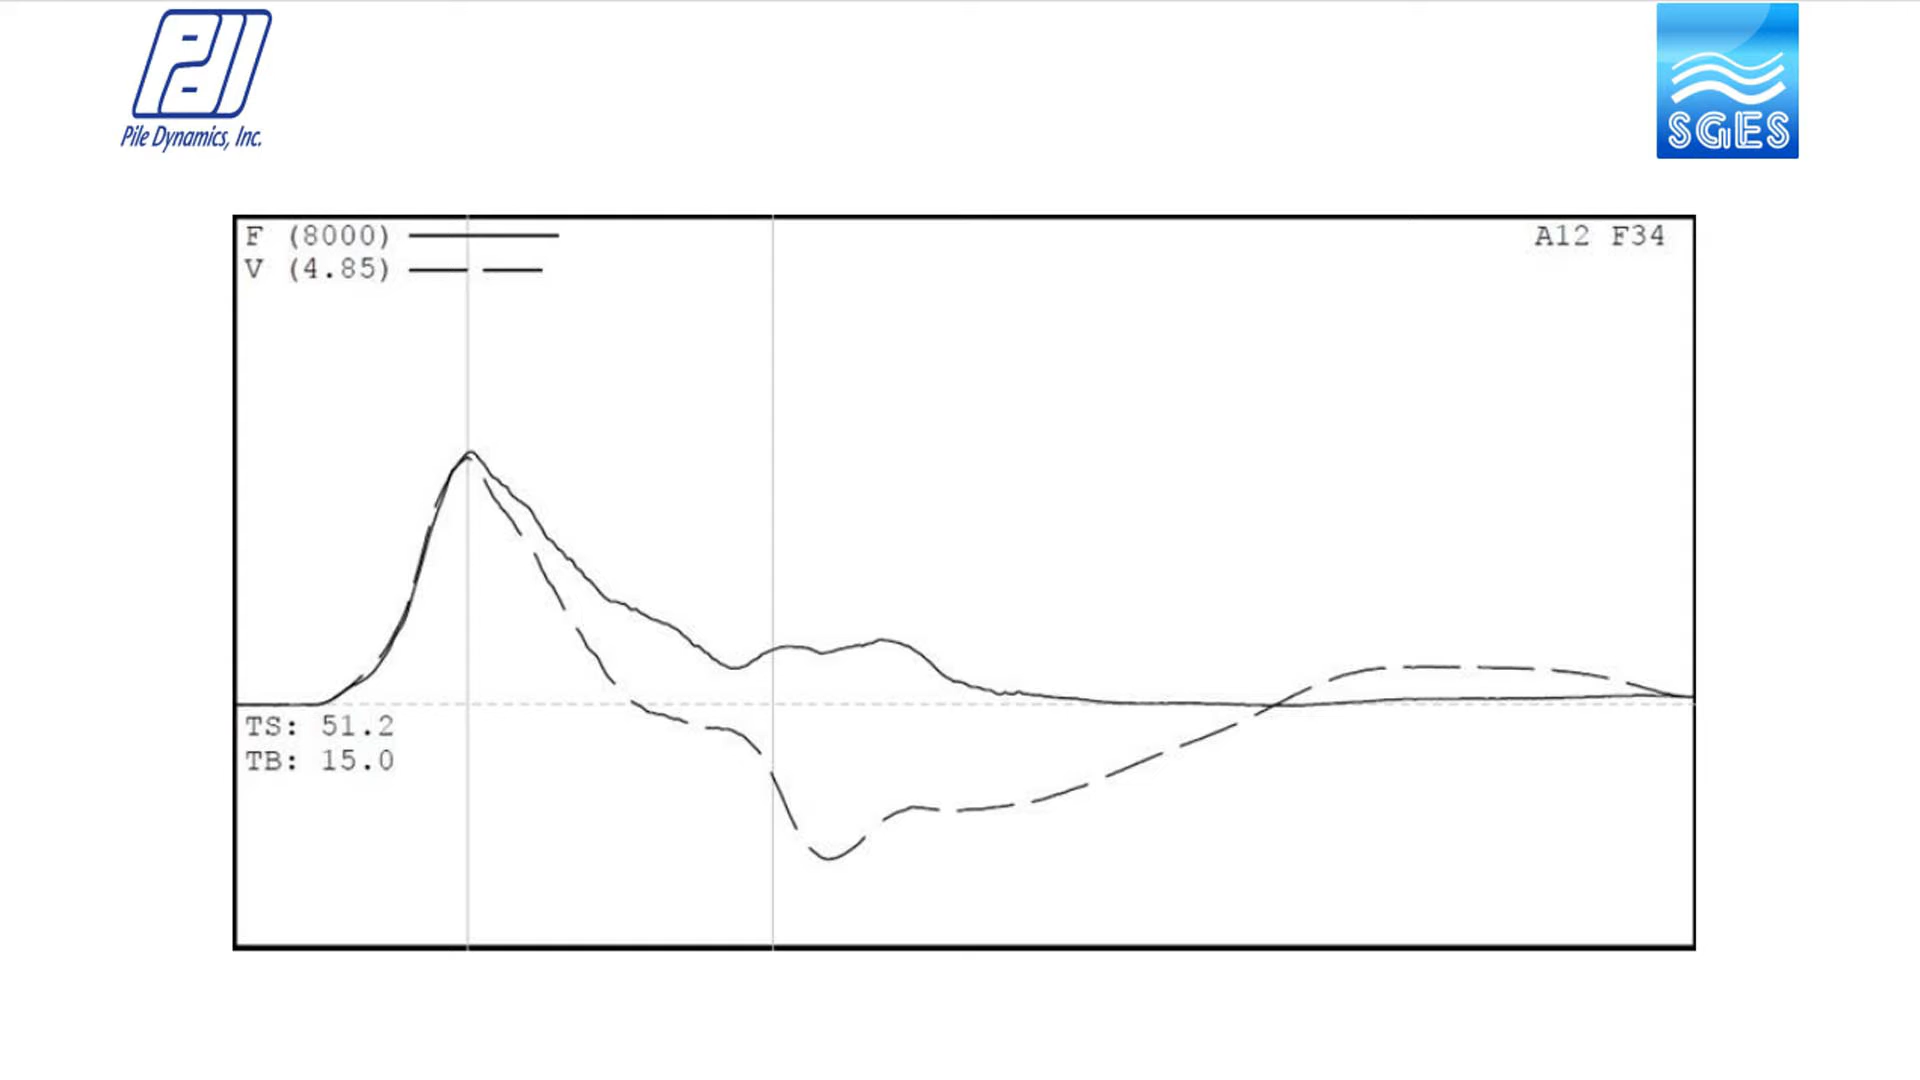 Pile Dynamics, Inc.
SGES
F (8000)
V (4.85)
A12 F34
TS: 51.2
TB: 15.0